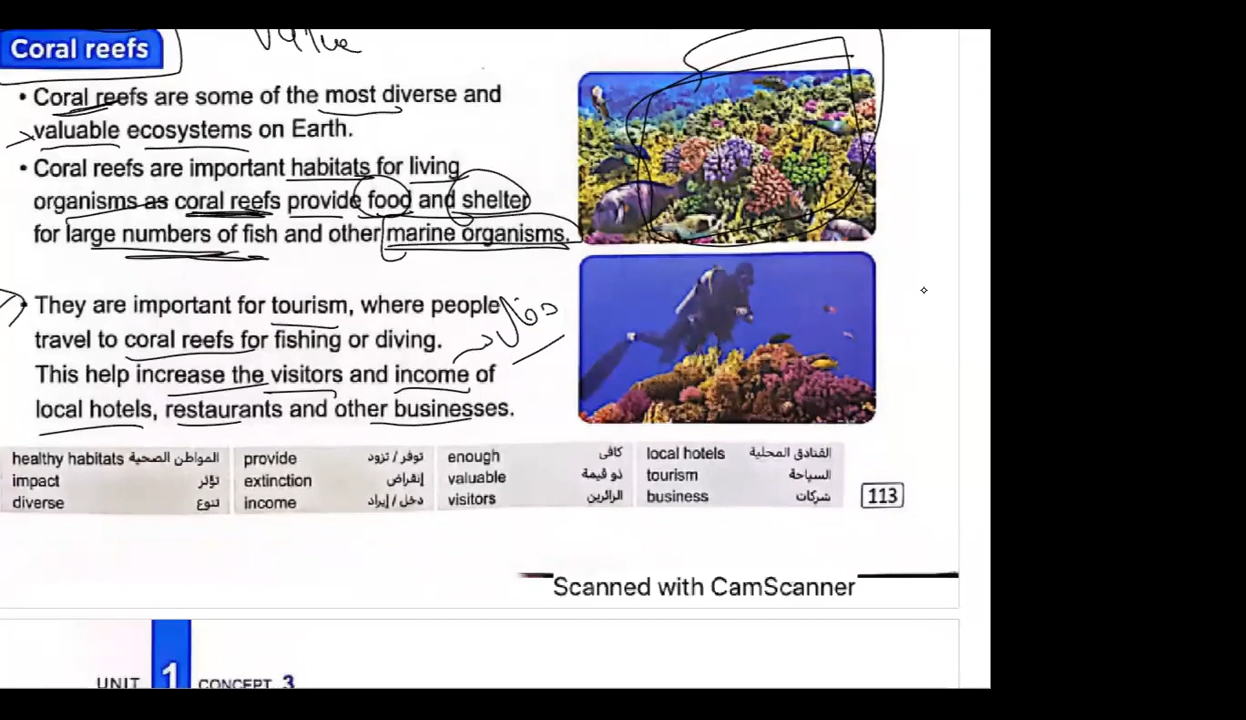 value
Coral reefs
• Coral reefs are some of the most diverse and
valuable ecosystems on Earth.
• Coral reefs are important habitats for living
organisms as coral reefs provide food and shelter
for large numbers of fish and other marine organisms.
• They are important for tourism, where people
travel to coral reefs for fishing or diving.
This help increase the visitors and income of
local hotels, restaurants and other businesses.
healthy habitats المواطن الصحية provide توفر / تزود enough كافى local hotels الفنادق المحلية
impact تؤثر extinction إنقراض valuable ذو قيمة tourism السياحة
diverse تنوع income دخل / إيراد visitors الزائرين business شركات
113
Scanned with CamScanner
UNIT 1 CONCEPT 3